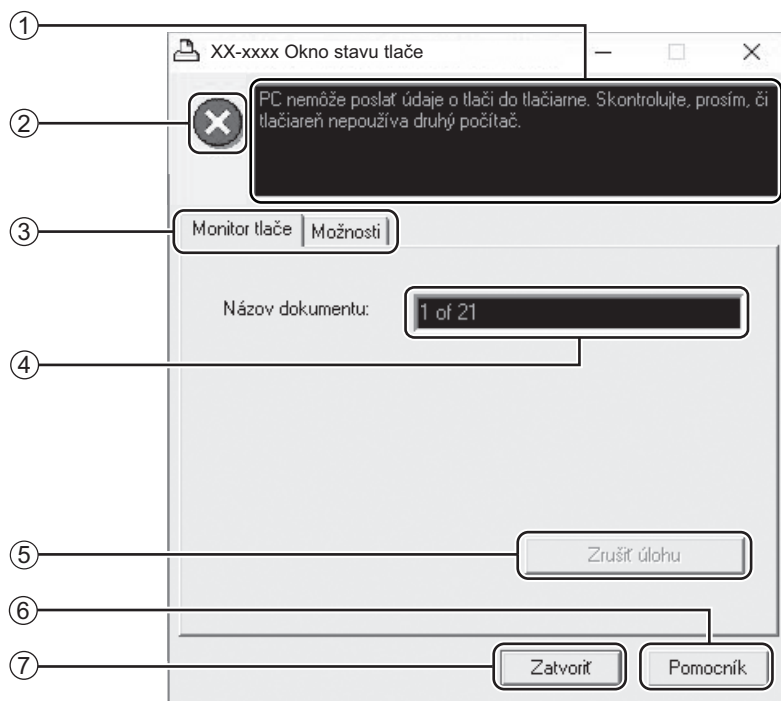 ①
XX-xxxx Okno stavu tlače
②
PC nemôže poslať údaje o tlači do tlačiarne. Skontrolujte, prosím, či
tlačiareň nepoužíva druhý počítač.
③
Monitor tlače Možnosti
Názov dokumentu: 1 of 21
④
⑤
Zrušiť úlohu
⑥
⑦
Zatvoriť Pomocník